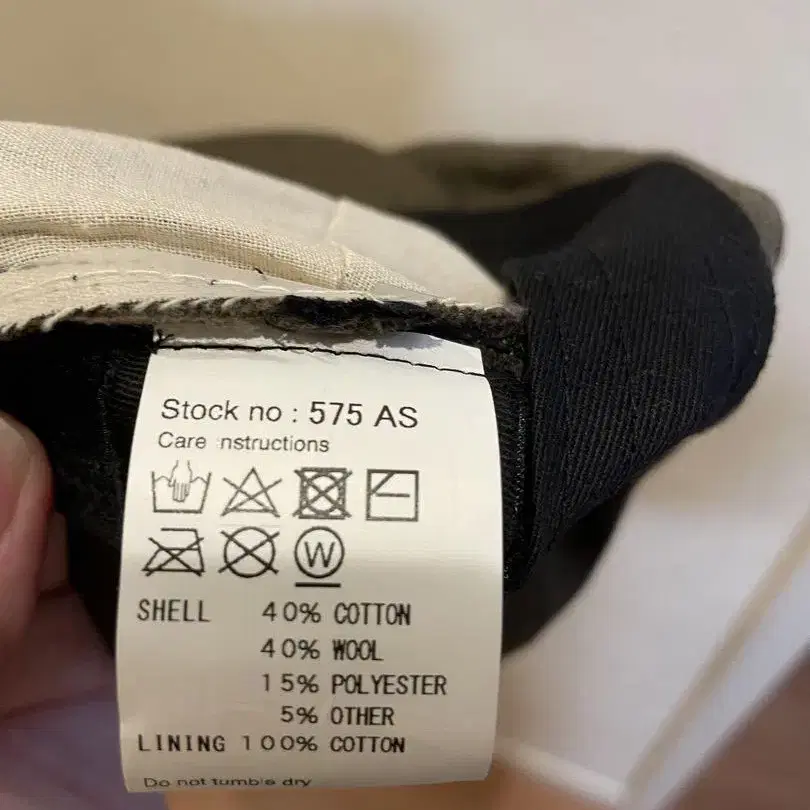 Stock no : 575 AS
Care nstructions
W
SHELL 40% COTTON
40% WOOL
15% POLYESTER
5% OTHER
LINING 100% COTTON
Do not tumble dry